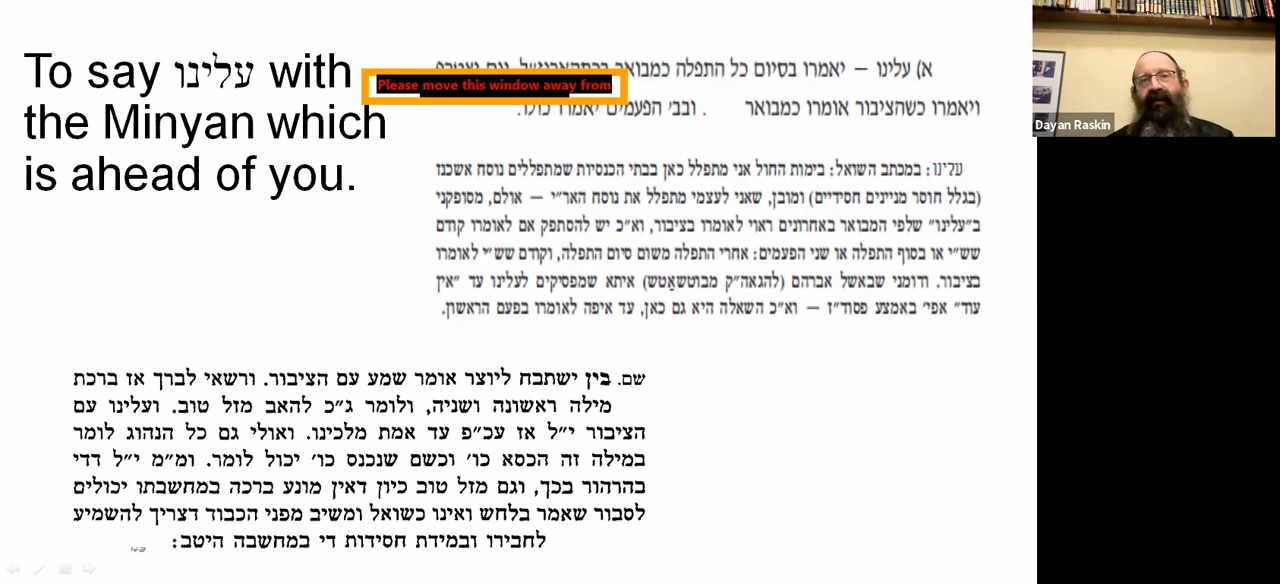 To say עלינו with
the Minyan which
is ahead of you.
Please move this window away from
א) עלינו — יאמרו בסיום כל התפלה כמבואר
ויאמרו כשהציבור אומרו כמבואר . ובב' הפעמים יאמרו כולו.
עלינו: במכתב השואל: בימות החול אני מתפלל כאן בבתי הכנסיות שמתפללים נוסח אשכנז
(בגלל חוסר מניינים חסידיים) ומובן, שאני לעצמי מתפלל את נוסח האר"י — אולם, מסופקני
ב"עלינו" שלפי המבואר באחרונים ראוי לאומרו בציבור, וא"כ יש להסתפק אם לאומרו קודם
שש"י או בסוף התפלה או שני הפעמים: אחרי התפלה משום סיום התפלה, וקודם שש"י לאומרו
בציבור. ודומני שבאשל אברהם (להגאה"ק מבוטשאַטש) איתא שמפסיקים לעלינו עד "אין
עוד" אפי' באמצע פסוד"ז — וא"כ השאלה היא גם כאן, עד איפה לאומרו בפעם הראשון.
שם. בין ישתבח ליוצר אומר שמע עם הציבור. ורשאי לברך אז ברכת
מילה ראשונה ושניה, ולומר ג"כ להאב מזל טוב. ועלינו עם
הציבור י"ל אז עכ"פ עד אמת מלכינו. ואולי גם כל הנהוג לומר
במילה זה הכסא כו' וכשם שנכנס כו' יכול לומר. ומ"מ י"ל דדי
בהרהור בכך, וגם מזל טוב כיון דאין מונע ברכה במחשבתו יכולים
לסבור שאמר בלחש ואינו כשואל ומשיב מפני הכבוד דצריך להשמיע
לחבירו ובמידת חסידות די במחשבה היטב:
Dayan Raskin